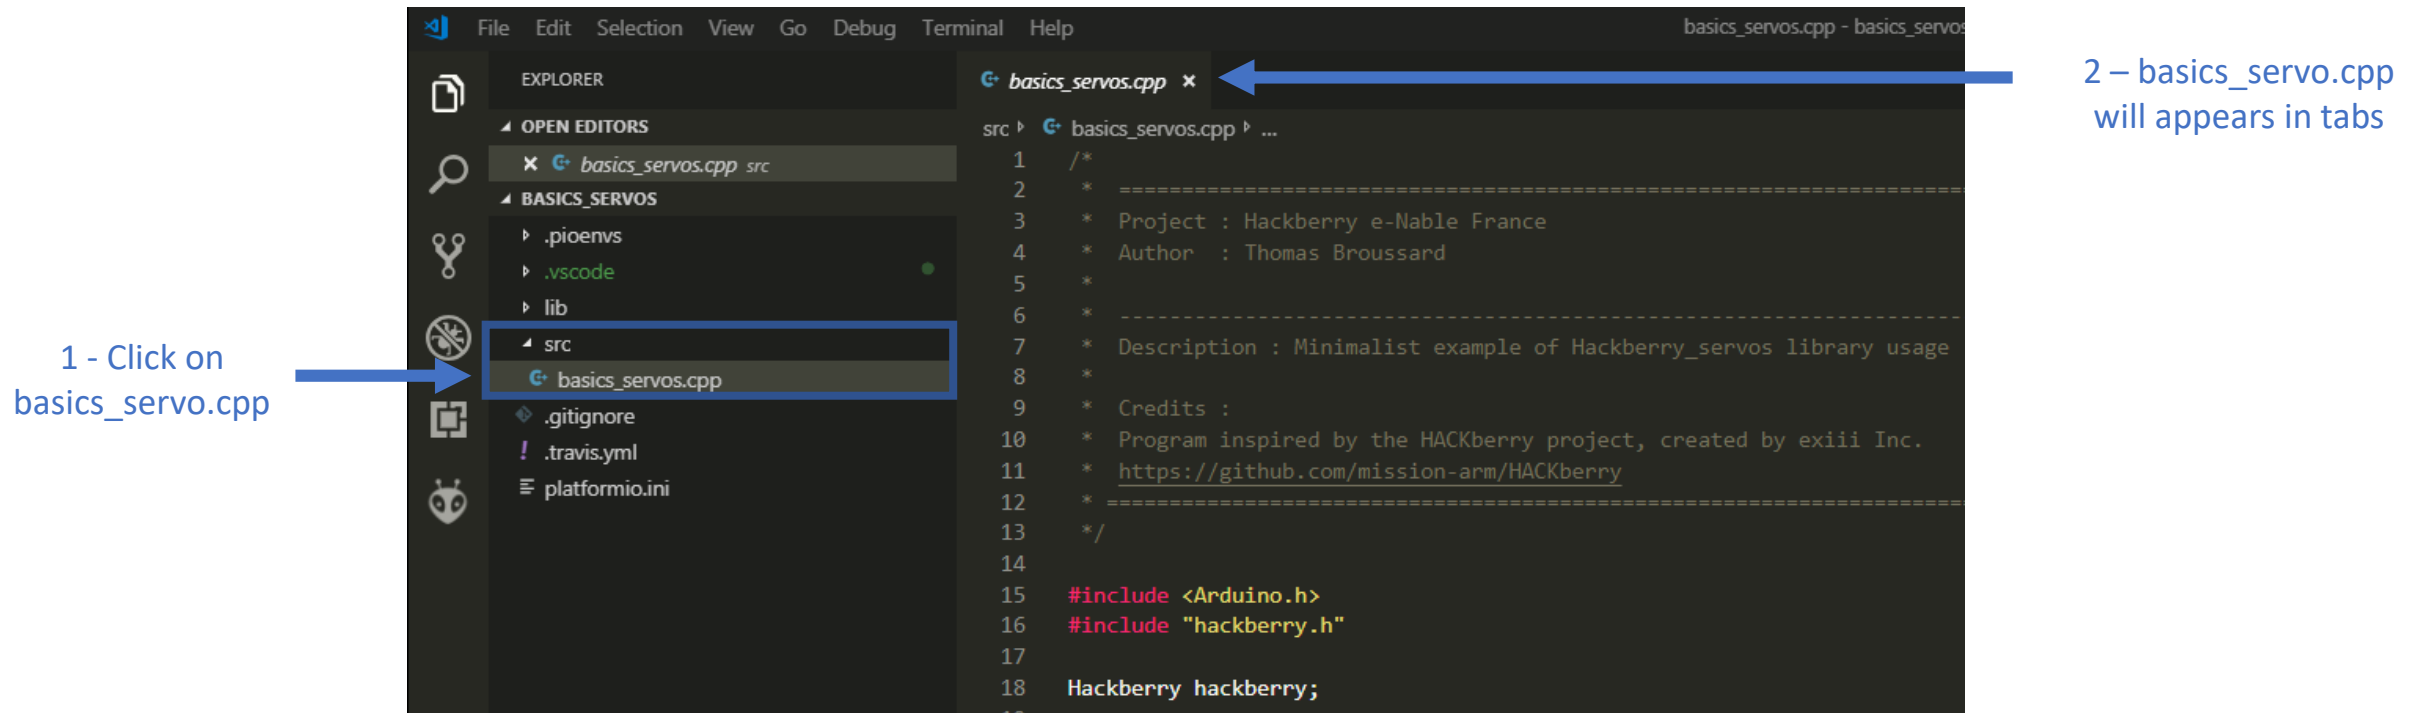 File Edit Selection View Go Debug Terminal Help
basics_servos.cpp - basics_servos
EXPLORER
OPEN EDITORS
basics_servos.cpp src
BASICS_SERVOS
.pioenvs
.vscode
lib
src
basics_servos.cpp
.gitignore
! .travis.yml
platformio.ini
1 - Click on
basics_servo.cpp
basics_servos.cpp ×
src basics_servos.cpp ...
1 /*
2 * ===================================================================
3 * Project : Hackberry e-Nable France
4 * Author : Thomas Broussard
5 *
6 * -------------------------------------------------------------------
7 * Description : Minimalist example of Hackberry_servos library usage
8 *
9 * Credits :
10 * Program inspired by the HACKberry project, created by exiii Inc.
11 * https://github.com/mission-arm/HACKberry
12 * ====================================================================
13 */
14
15 #include <Arduino.h>
16 #include "hackberry.h"
17
18 Hackberry hackberry;
2 – basics_servo.cpp
will appears in tabs